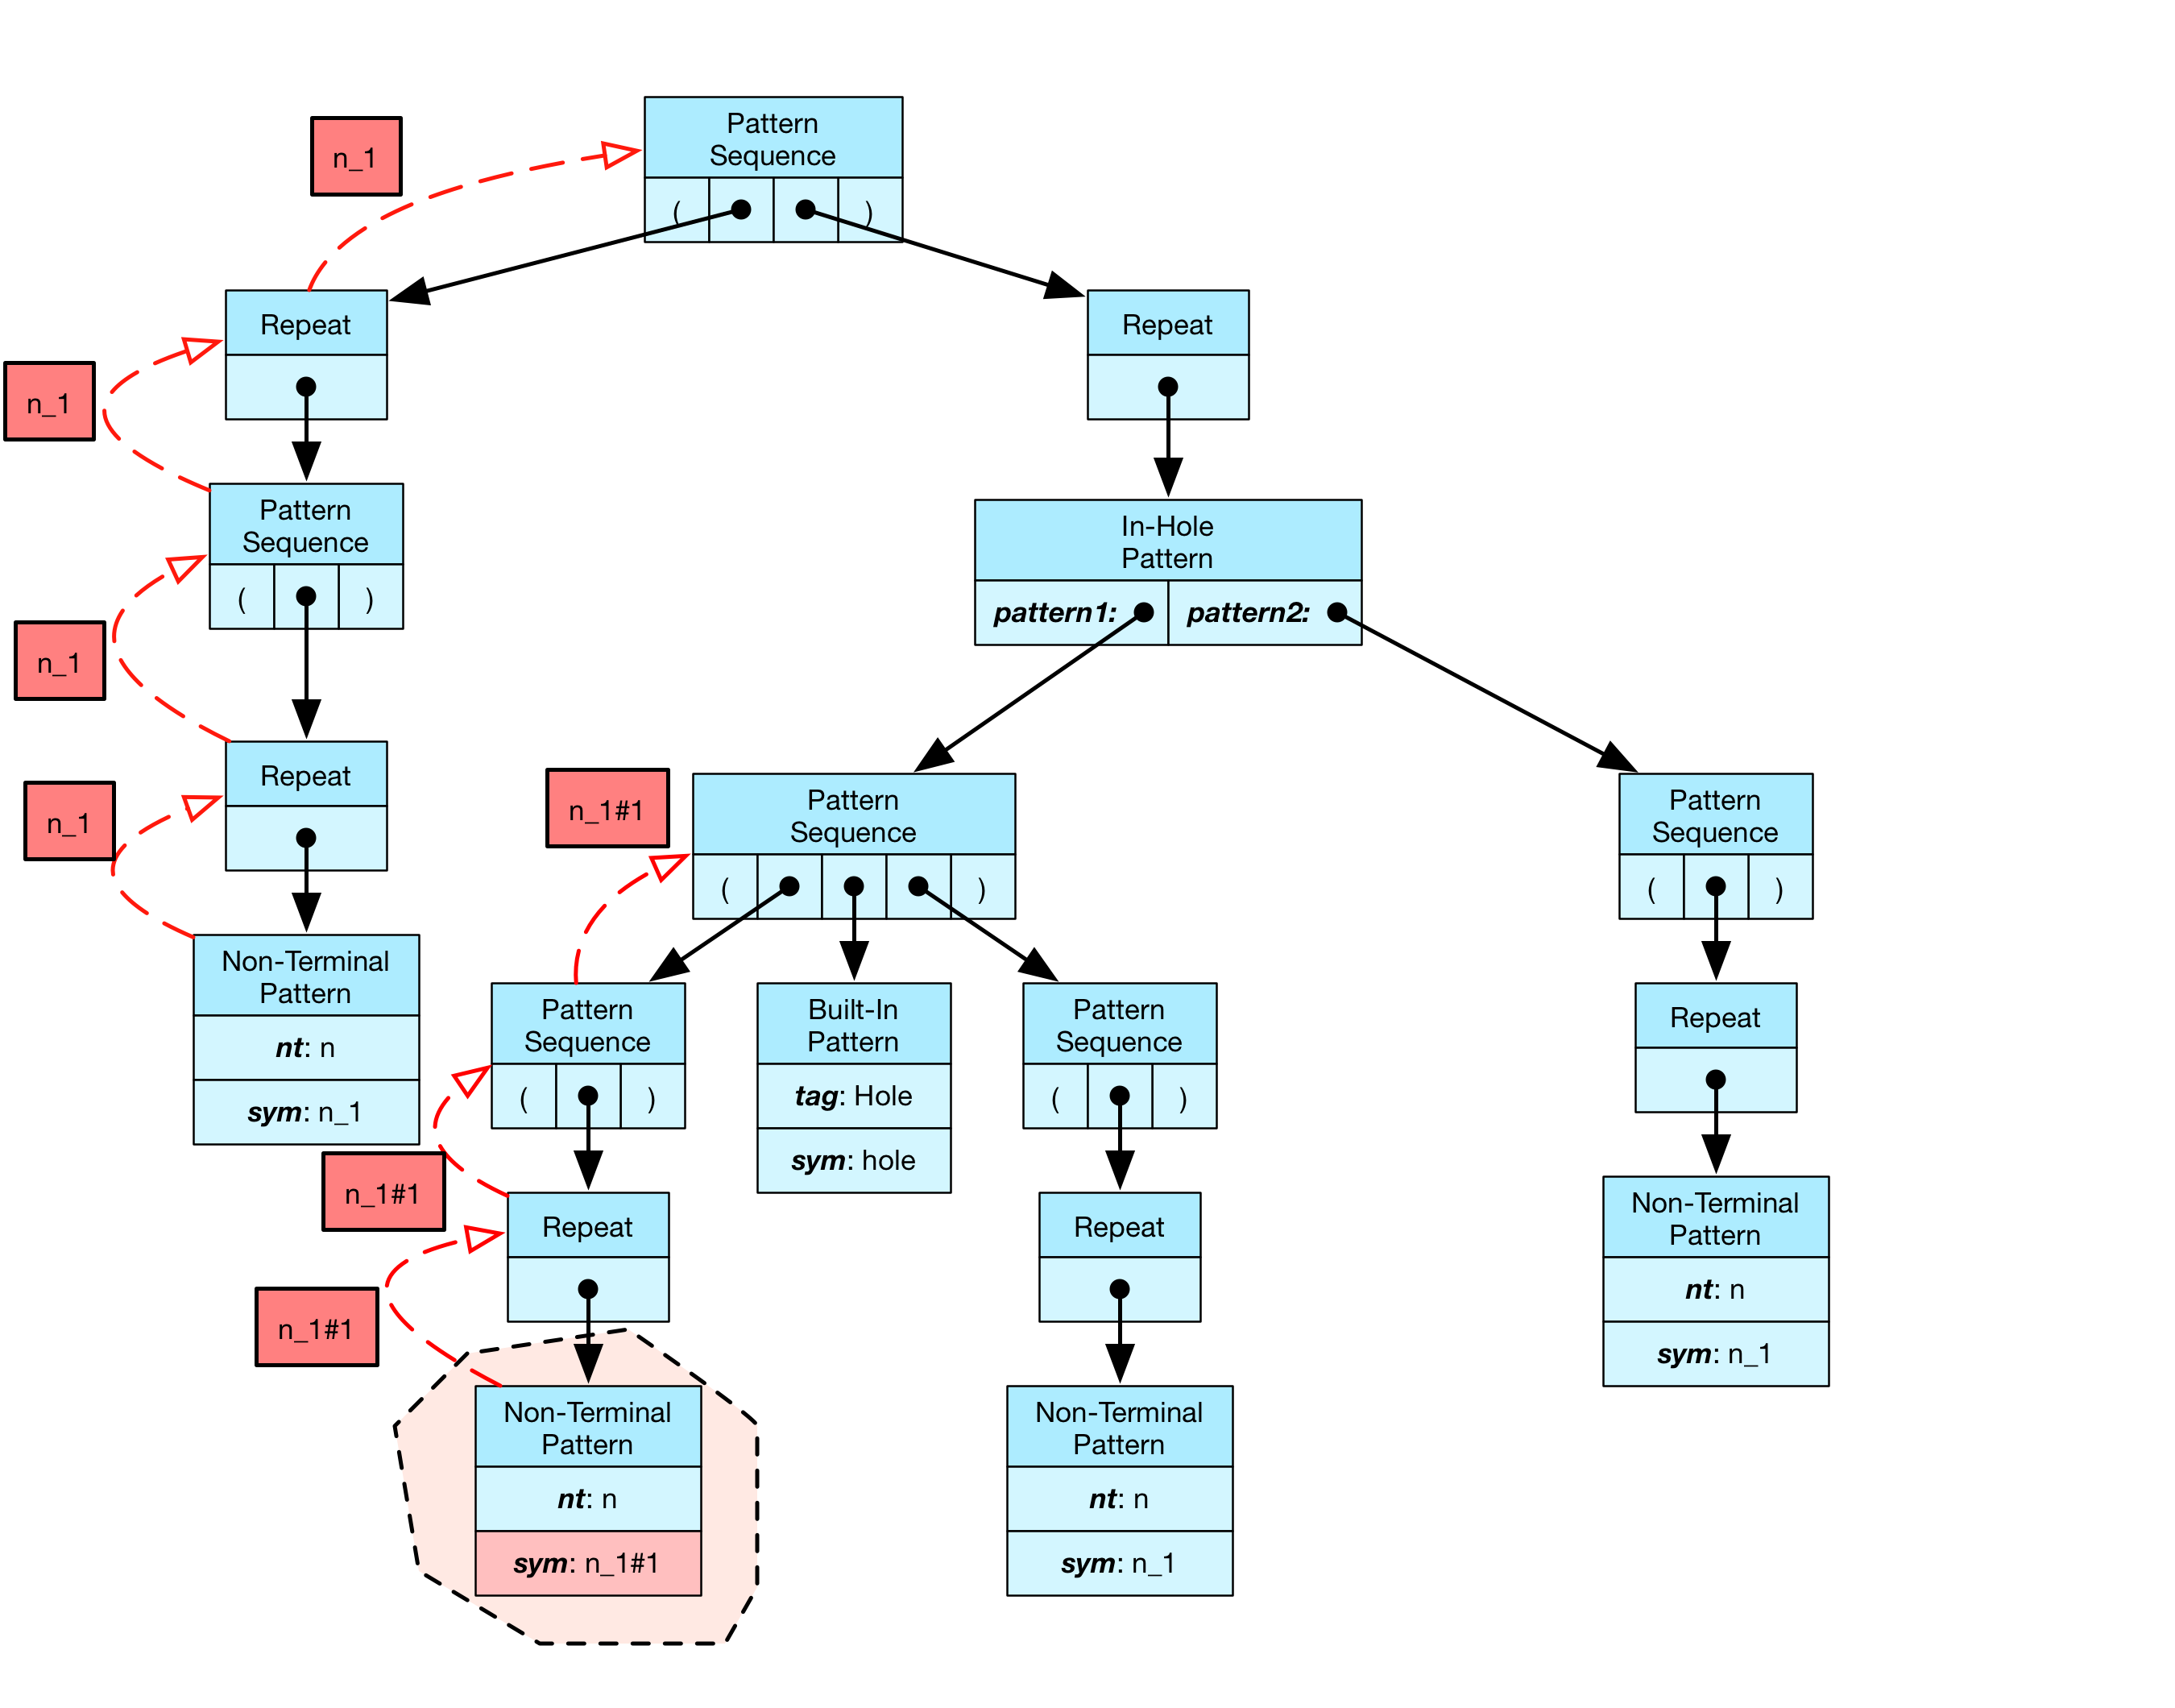 n_1
Pattern
Sequence
( )
Repeat
Repeat
n_1
Pattern
Sequence
( )
In-Hole
Pattern
pattern1: pattern2:
n_1
Repeat
n_1
n_1#1
Pattern
Sequence
( )
Pattern
Sequence
( )
Non-Terminal
Pattern
nt: n
sym: n_1
Pattern
Sequence
( )
Built-In
Pattern
tag: Hole
sym: hole
Pattern
Sequence
( )
Repeat
n_1#1
Repeat
Repeat
Non-Terminal
Pattern
nt: n
sym: n_1
n_1#1
Non-Terminal
Pattern
nt: n
sym: n_1#1
Non-Terminal
Pattern
nt: n
sym: n_1